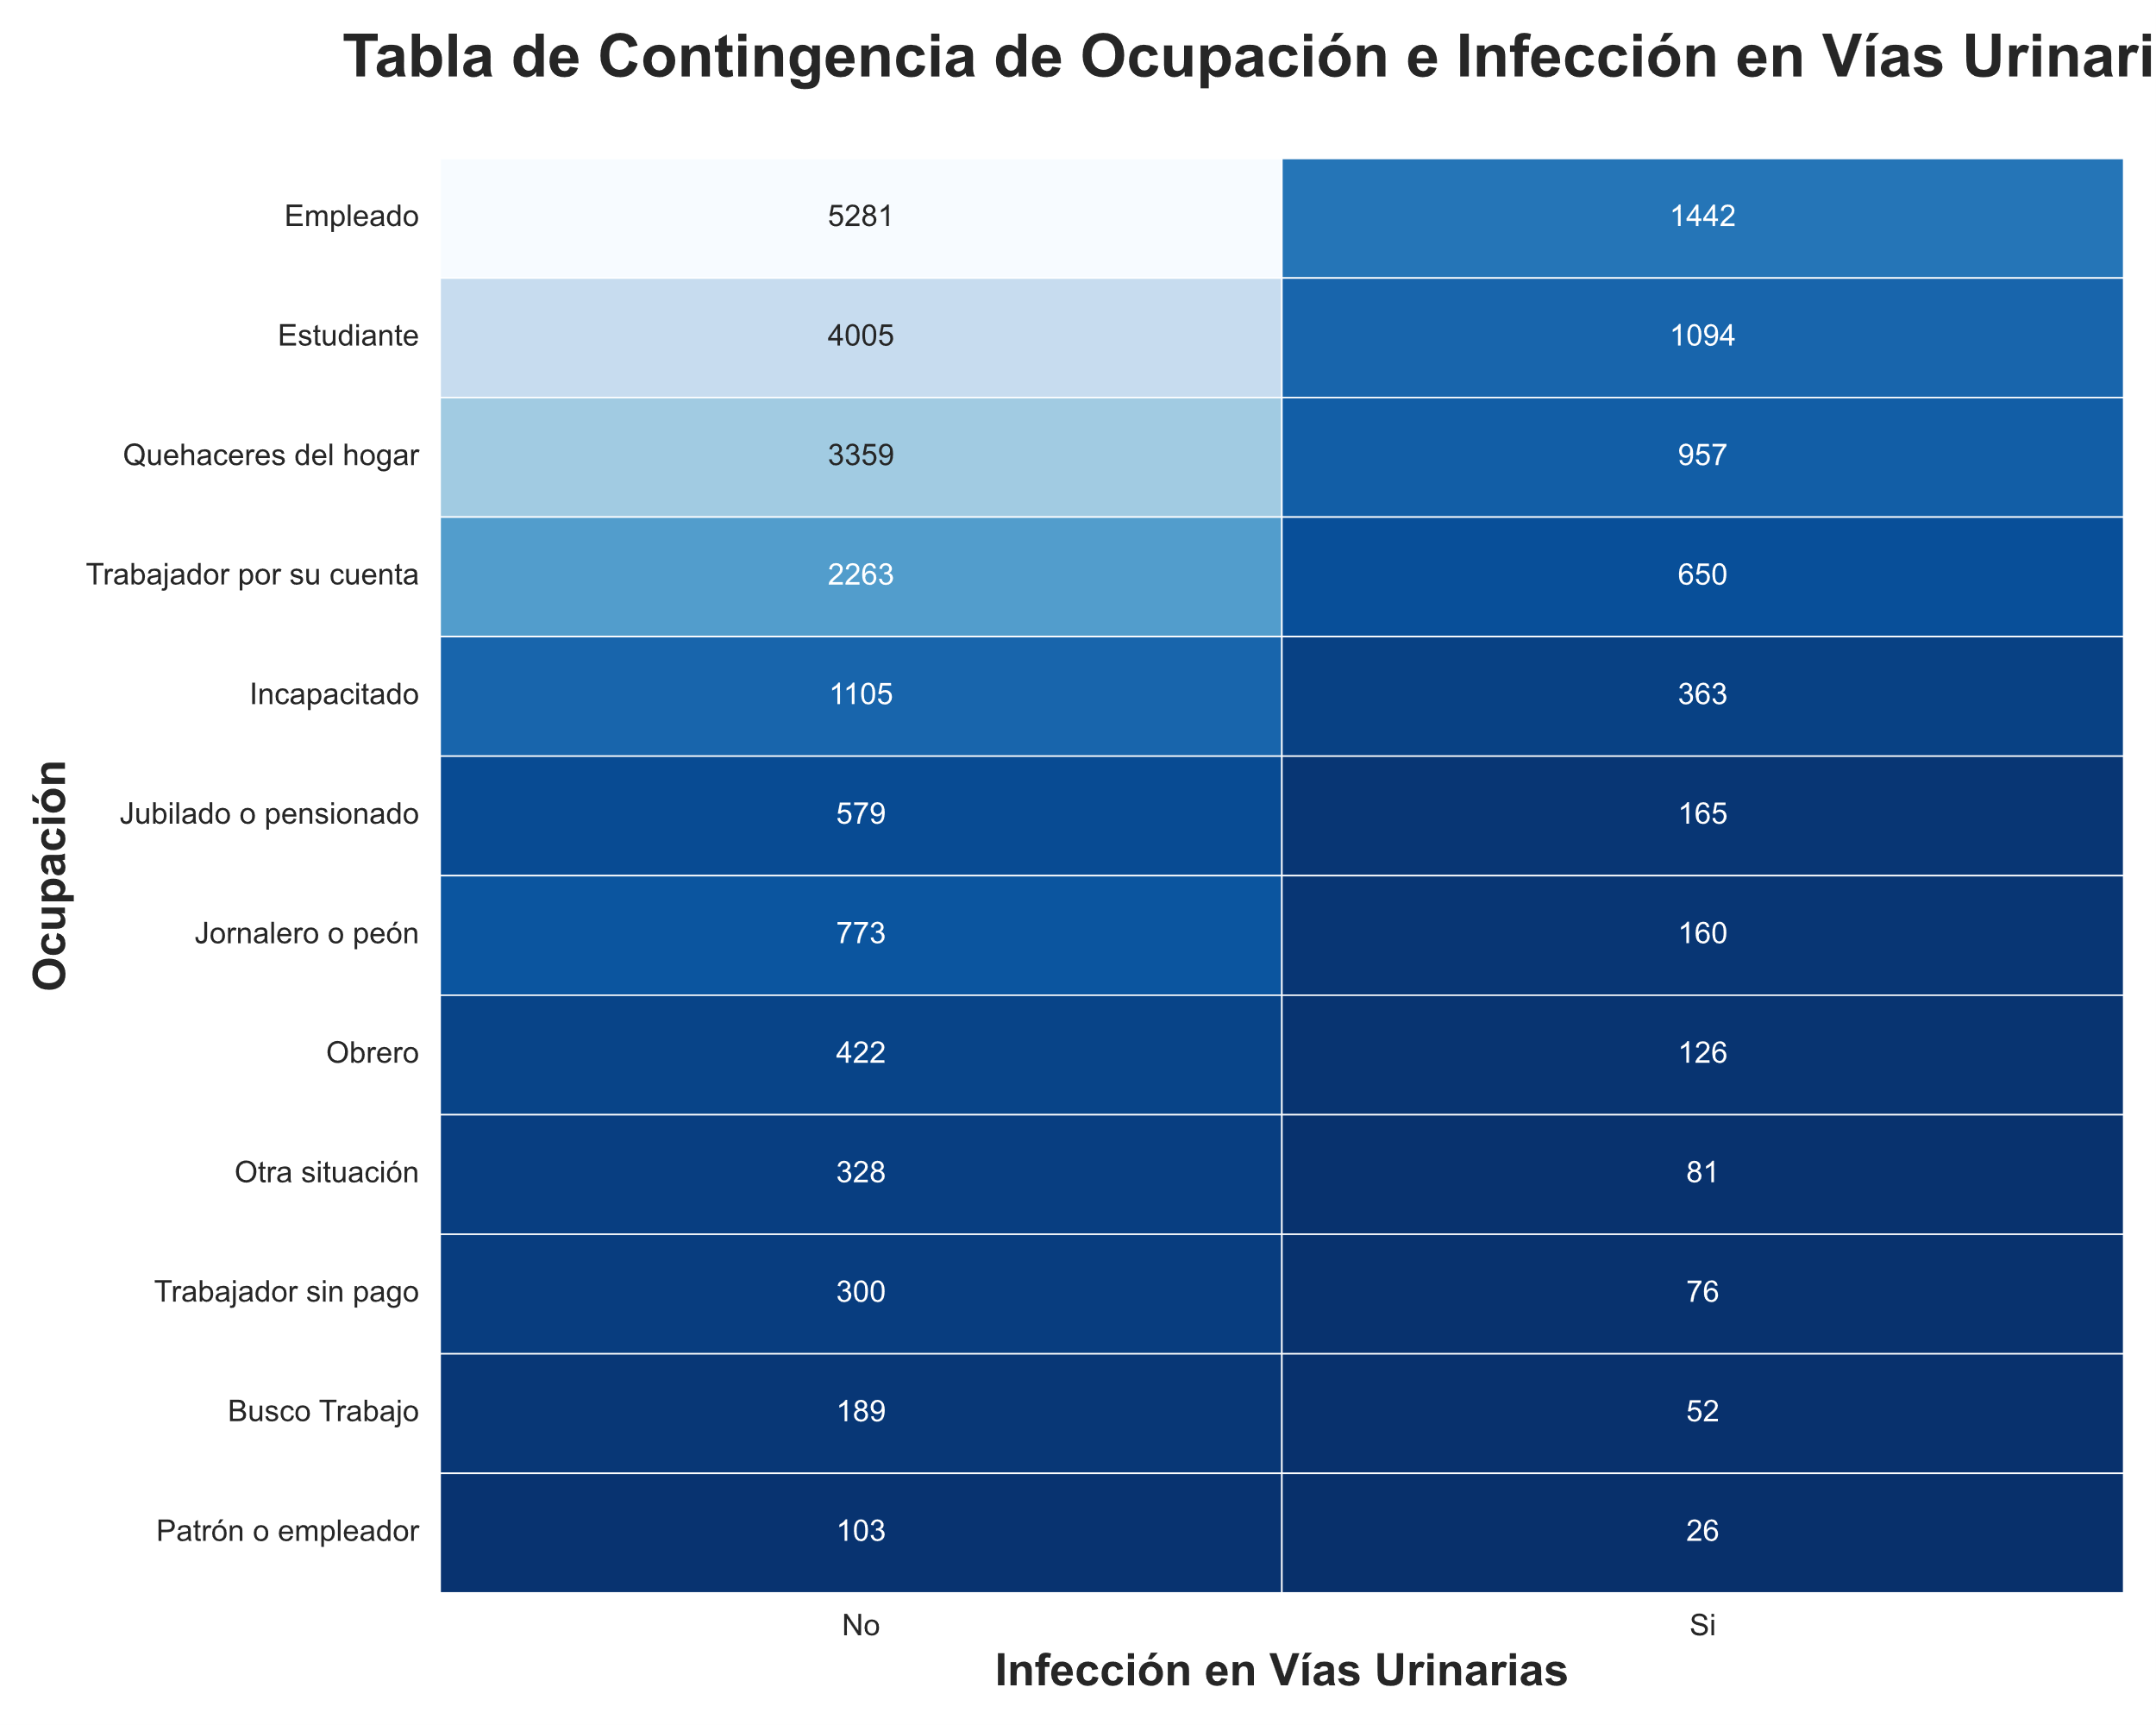 Tabla de Contingencia de Ocupación e Infección en Vías Urinari
Empleado 5281 1442
Estudiante 4005 1094
Quehaceres del hogar 3359 957
Trabajador por su cuenta 2263 650
Incapacitado 1105 363
Jubilado o pensionado 579 165
Jornalero o peón 773 160
Obrero 422 126
Otra situación 328 81
Trabajador sin pago 300 76
Busco Trabajo 189 52
Patrón o empleador 103 26
Ocupación
No Si
Infección en Vías Urinarias